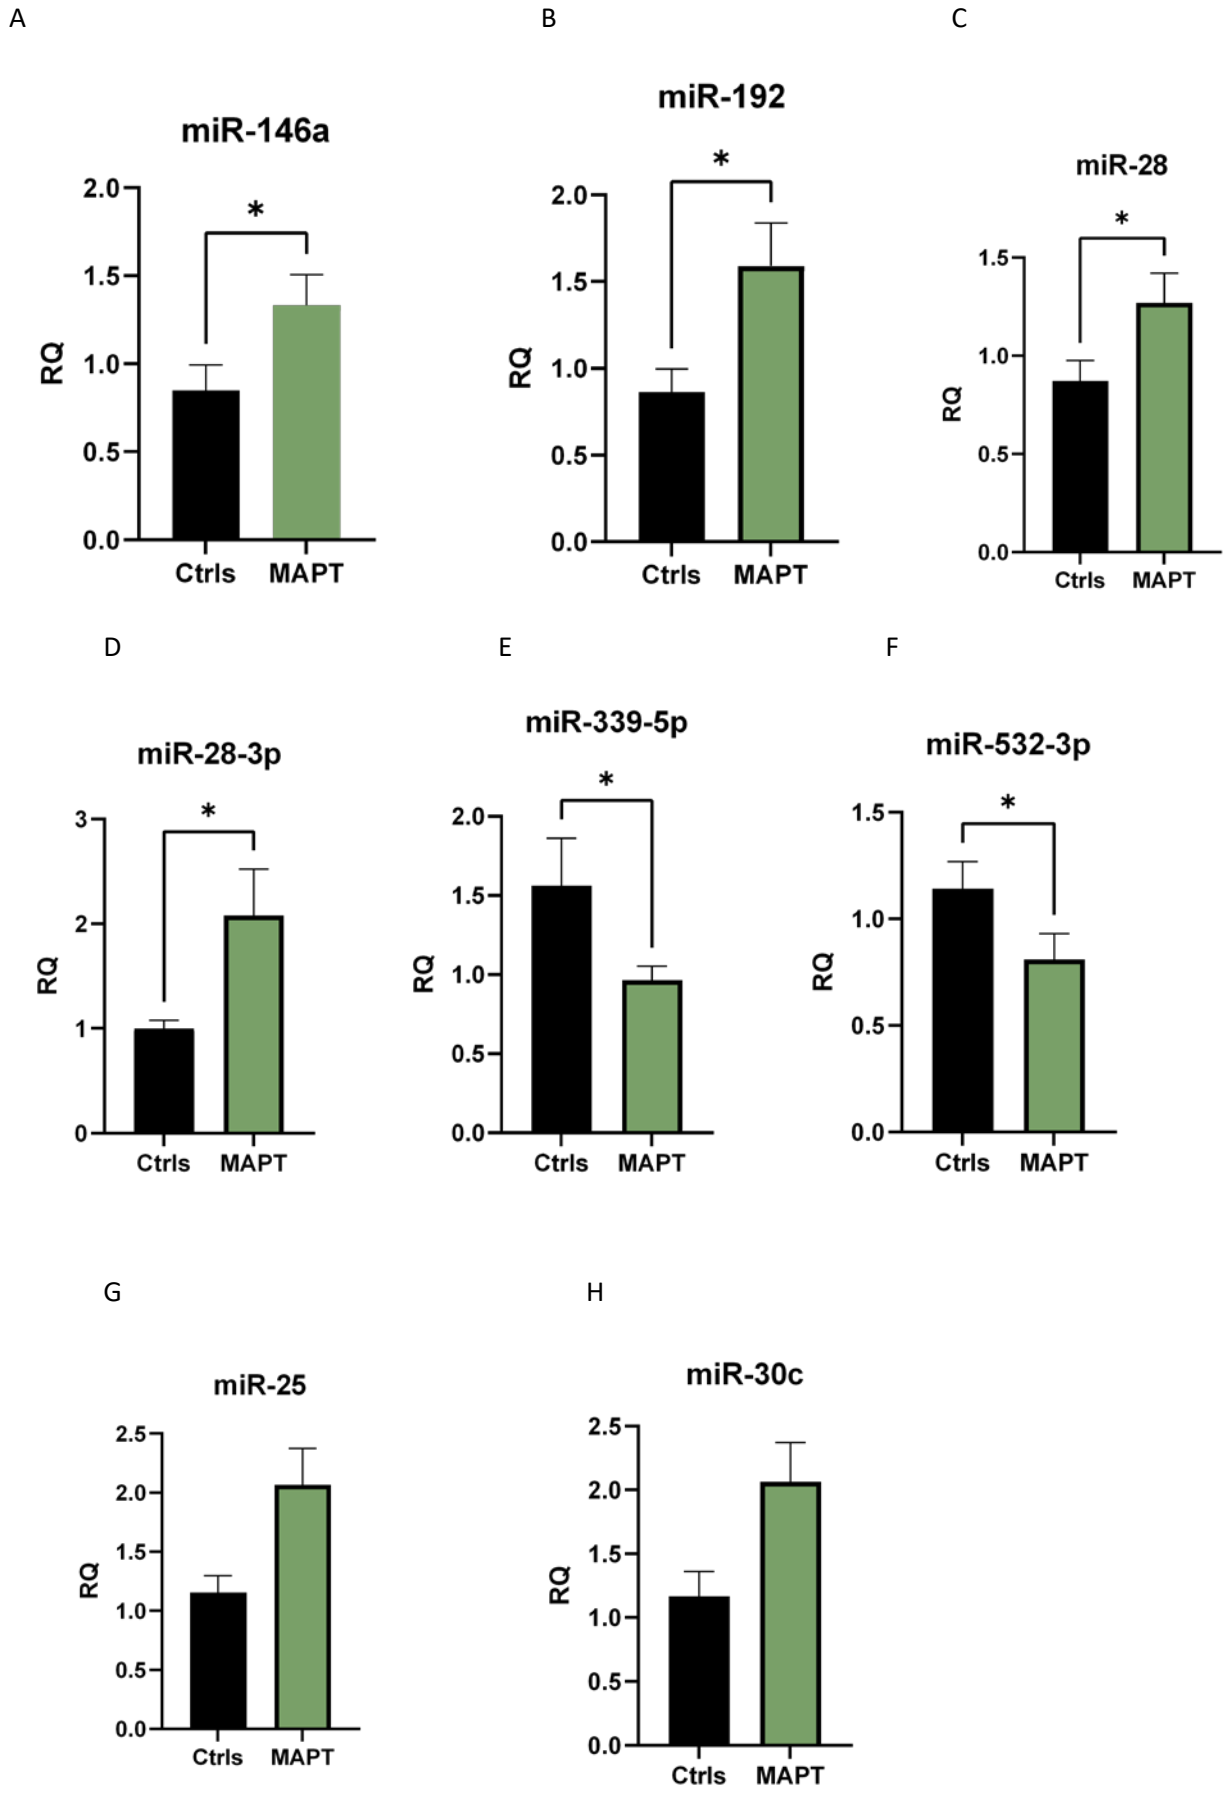 A
B
C
miR-146a
*
2.0
1.5
1.0
0.5
0.0
RQ
Ctrls MAPT
miR-192
*
2.0
1.5
1.0
0.5
0.0
RQ
Ctrls MAPT
miR-28
*
1.5
1.0
0.5
0.0
RQ
Ctrls MAPT
D
E
F
miR-28-3p
*
3
2
1
0
RQ
Ctrls MAPT
miR-339-5p
*
2.0
1.5
1.0
0.5
0.0
RQ
Ctrls MAPT
miR-532-3p
*
1.5
1.0
0.5
0.0
RQ
Ctrls MAPT
G
H
miR-25
2.5
2.0
1.5
1.0
0.5
0.0
RQ
Ctrls MAPT
miR-30c
2.5
2.0
1.5
1.0
0.5
0.0
RQ
Ctrls MAPT